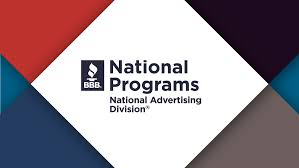 BBB.
National
Programs
National Advertising
Division®